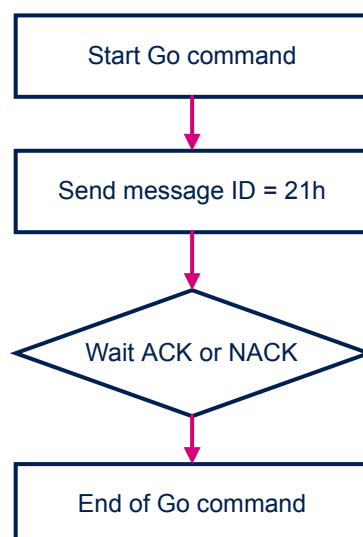 Start Go command
Send message ID = 21h
Wait ACK or NACK
End of Go command